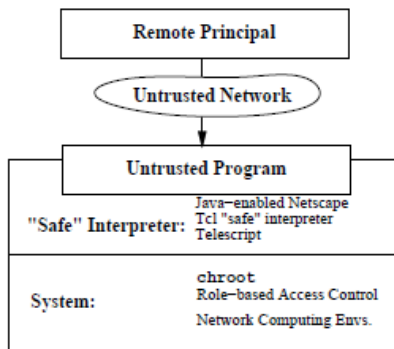 Remote Principal
Untrusted Network
Untrusted Program
"Safe" Interpreter:
Java-enabled Netscape
Tcl "safe" interpreter
Telescript
System:
chroot
Role-based Access Control
Network Computing Envs.